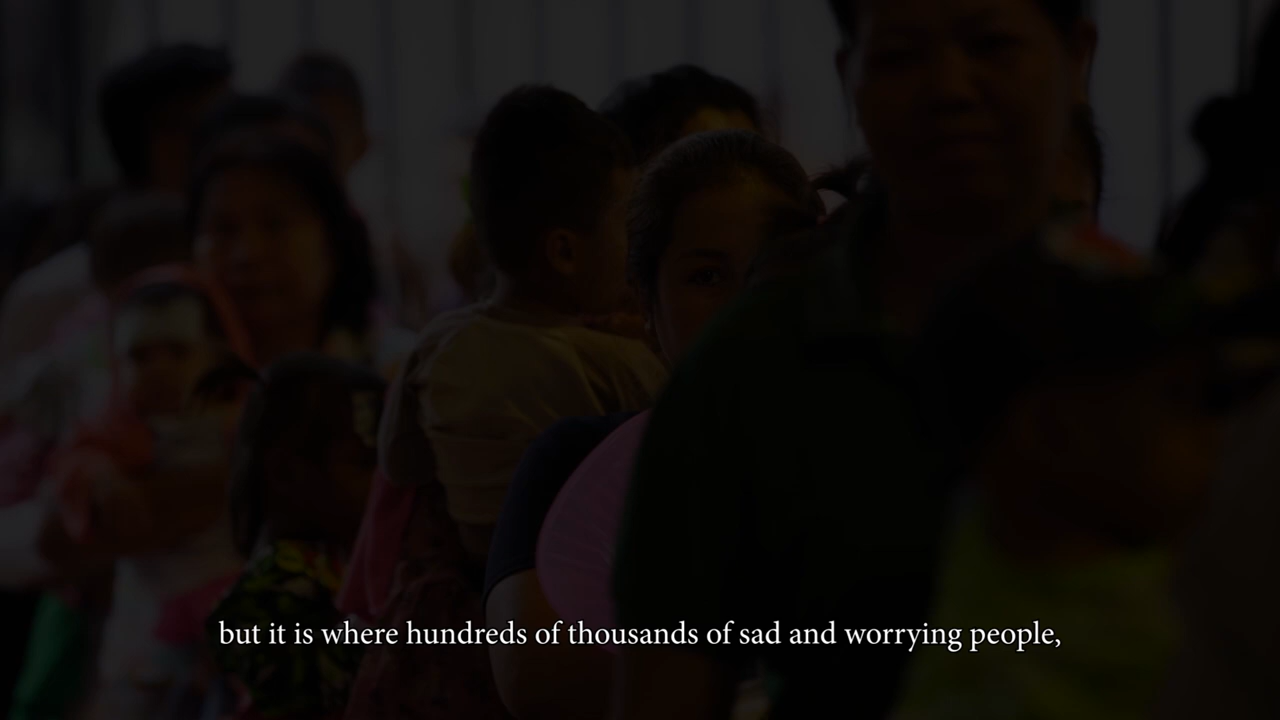 but it is where hundreds of thousands of sad and worrying people,